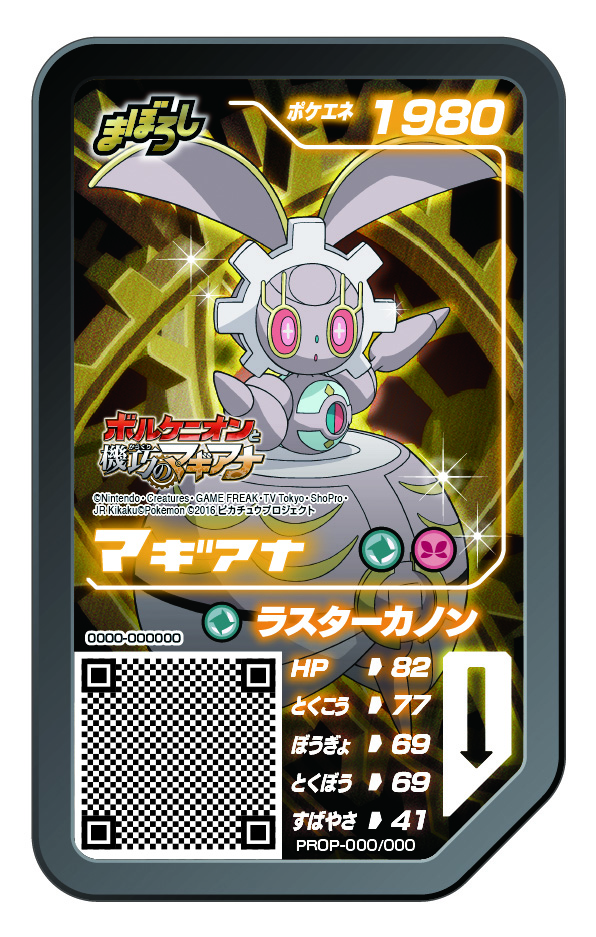 まぼろし
ポケエネ 1980
ボルケニオンと
機巧のマギアナ
からくり
©Nintendo・Creatures・GAME FREAK・TV Tokyo・ShoPro・
JR Kikaku©Pokémon ©2016 ピカチュウプロジェクト
マギアナ
ラスターカノン
0000-000000
HP 82
とくこう 77
ぼうぎょ 69
とくぼう 69
すばやさ 41
PROP-000/000